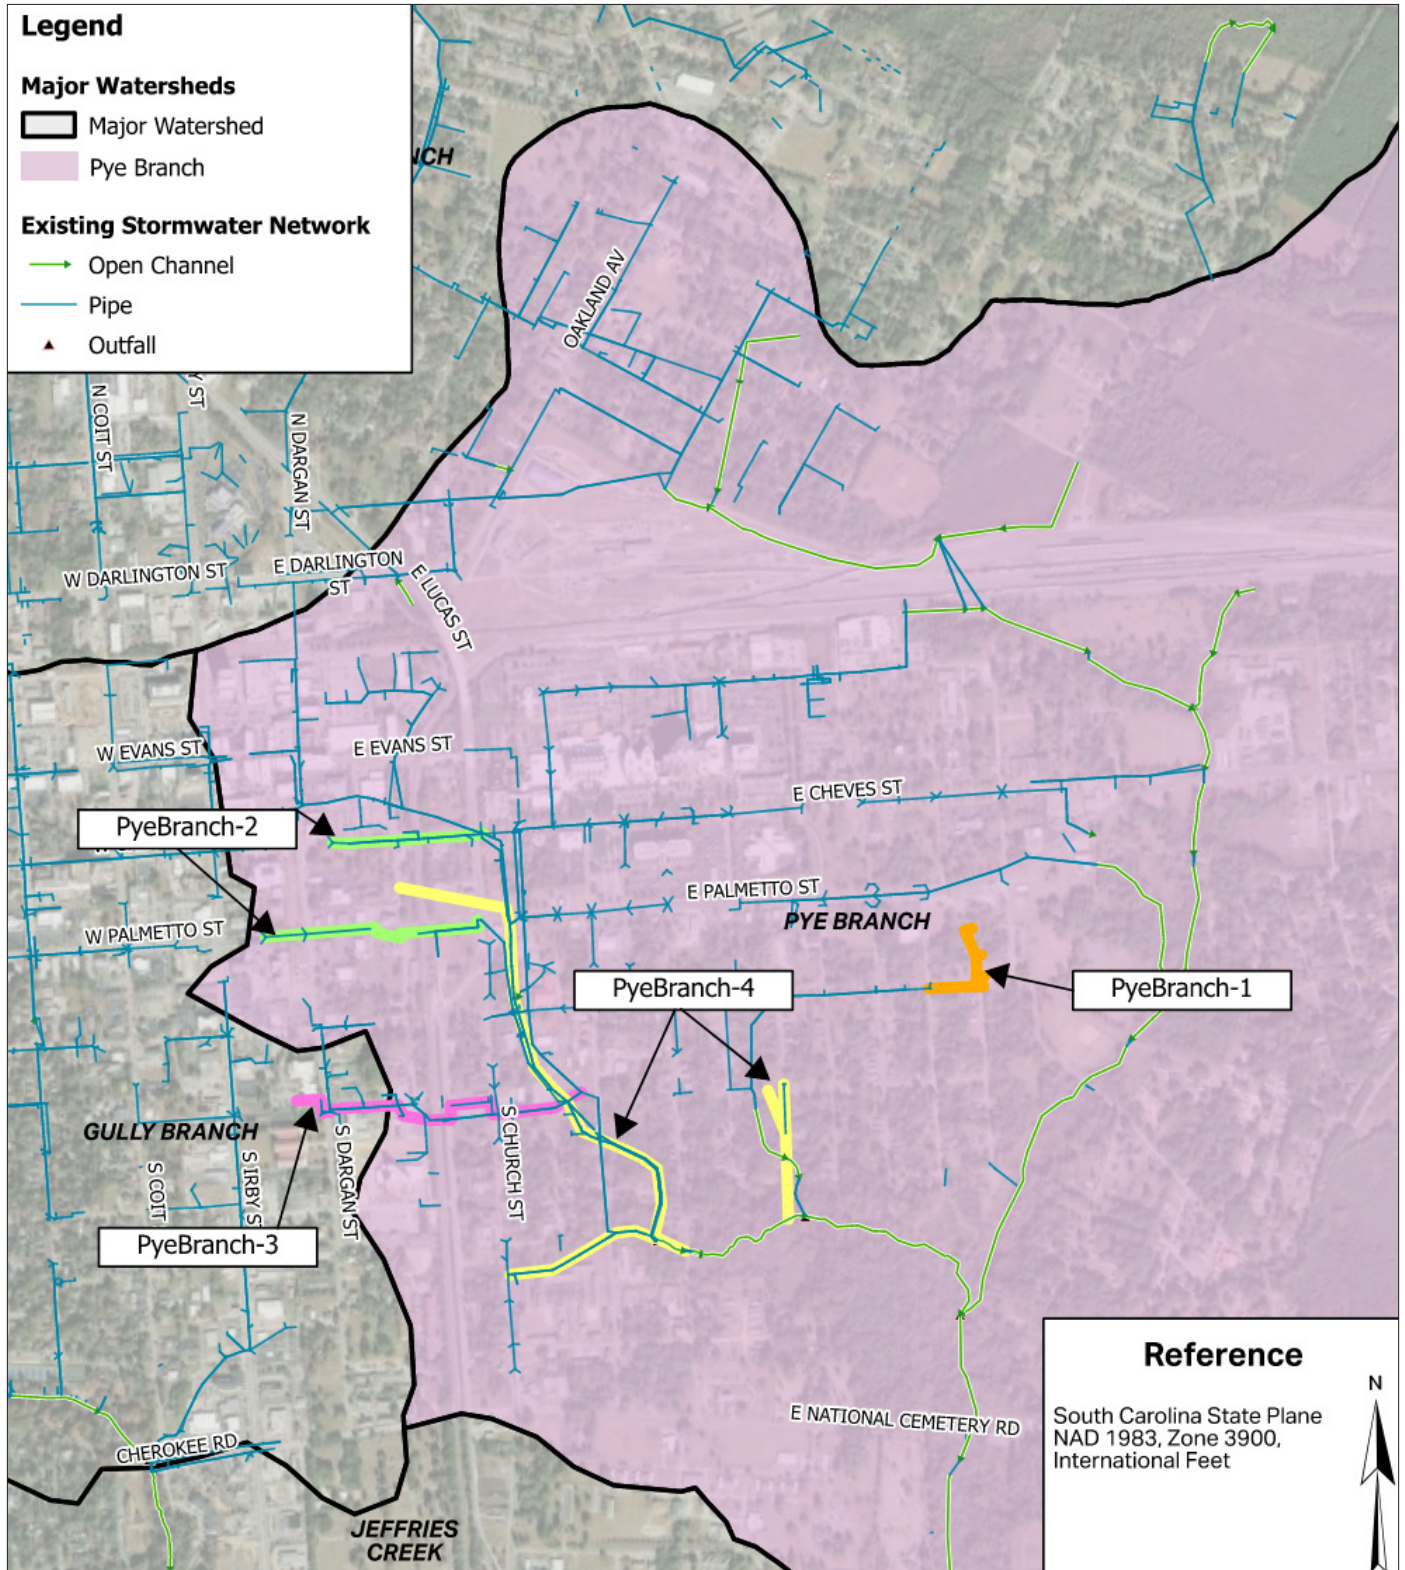 Legend
Major Watersheds
Major Watershed
Pye Branch
Existing Stormwater Network
Open Channel
Pipe
Outfall
NCH
OAKLAND AV
Y ST
N COIT ST
N DARGAN ST
W DARLINGTON ST
E DARLINGTON
ST
E LUCAS ST
W EVANS ST
E EVANS ST
E CHEVES ST
PyeBranch-2
E PALMETTO ST
PYE BRANCH
W PALMETTO ST
PyeBranch-4
PyeBranch-1
GULLY BRANCH
S COIT
S IRBY S
S DARGAN ST
S CHURCH ST
PyeBranch-3
E NATIONAL CEMETERY RD
CHEROKEE RD
JEFFRIES
CREEK
Reference
South Carolina State Plane
NAD 1983, Zone 3900,
International Feet
N